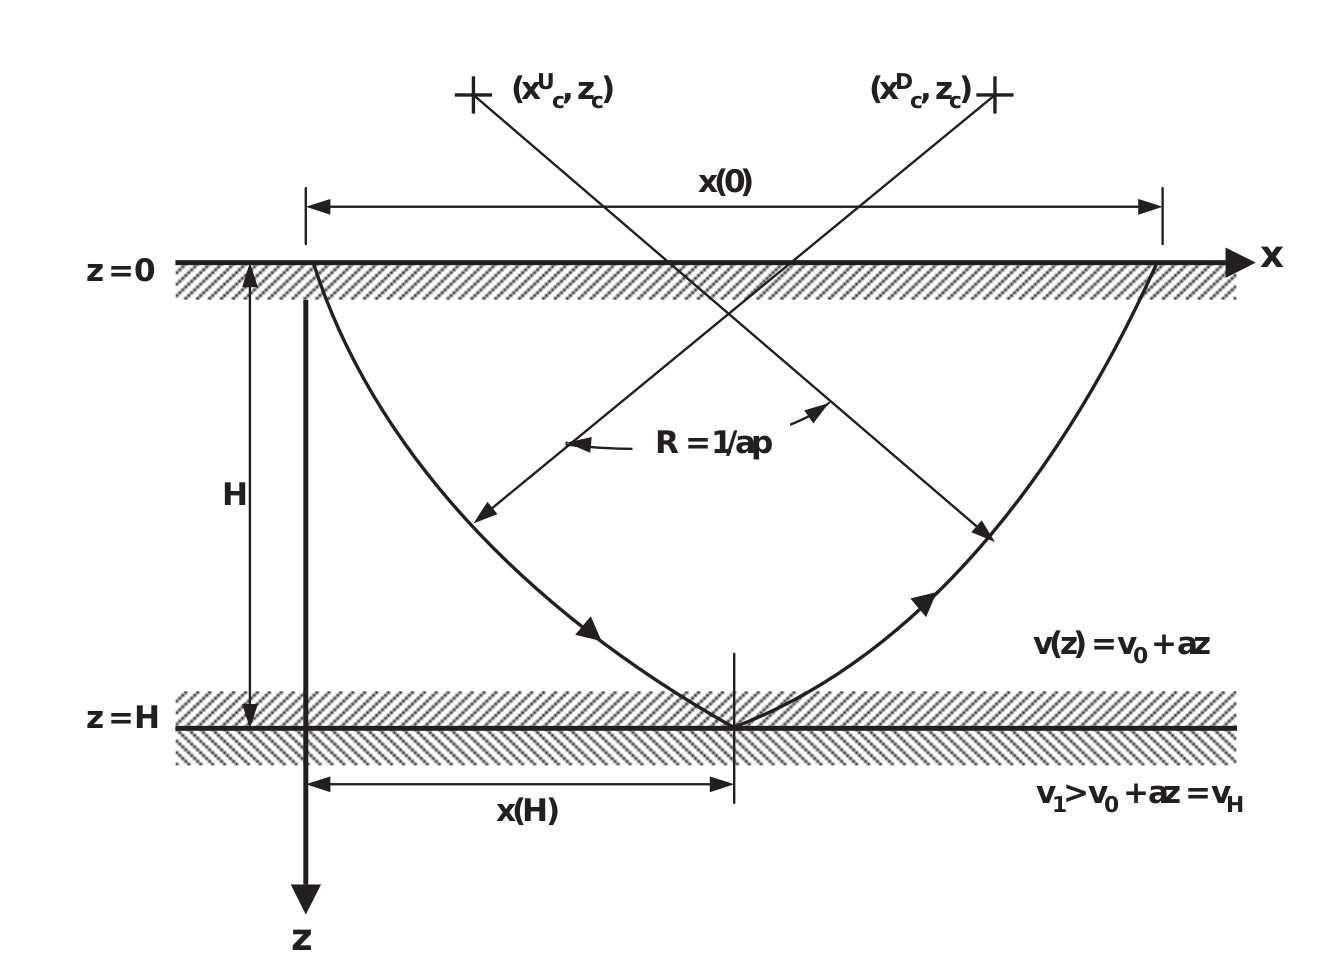 (x^U_c, z_c)
(x^D_c, z_c)
x(0)
z=0
x
R=1/ap
H
v(z)=v_0+az
z=H
x(H)
v_1>v_0+az=v_H
z